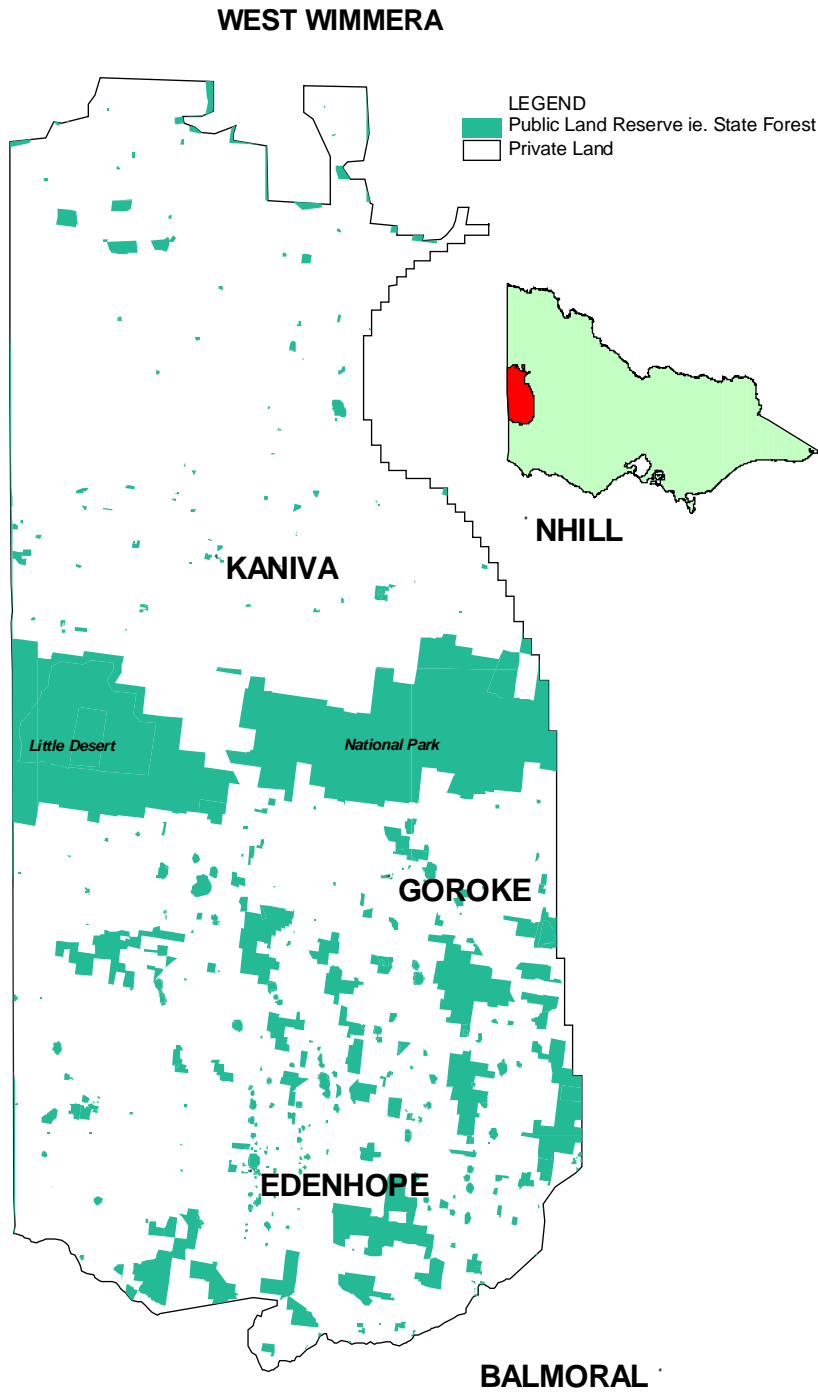 WEST WIMMERA
LEGEND
Public Land Reserve ie. State Forest
Private Land
NHILL
KANIVA
Little Desert
National Park
GOROKE
EDENHOPE
BALMORAL